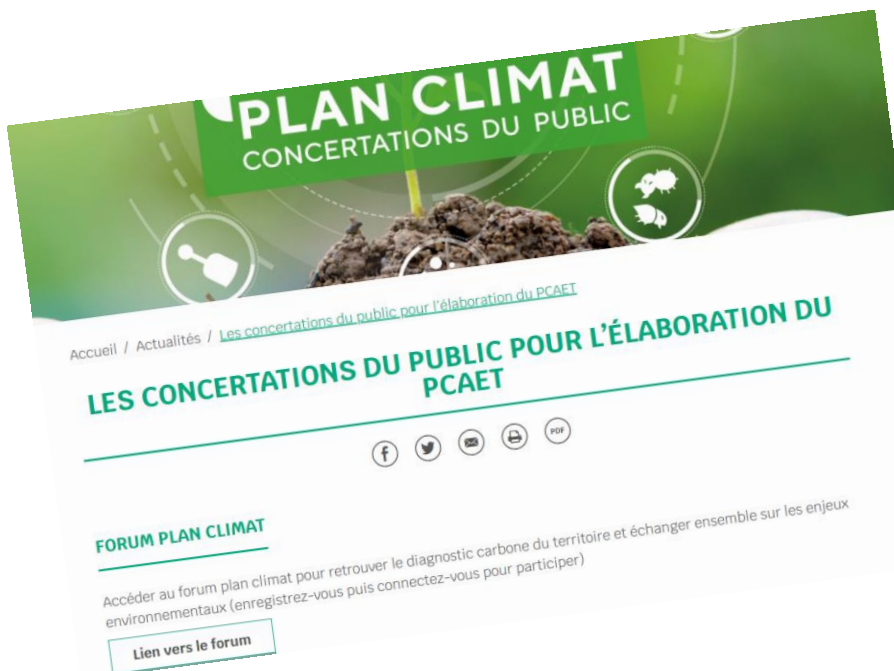 PLAN CLIMAT
CONCERTATIONS DU PUBLIC
Accueil / Actualités / Les concertations du public pour l'élaboration du PCAET
LES CONCERTATIONS DU PUBLIC POUR L'ÉLABORATION DU
PCAET
PDF
FORUM PLAN CLIMAT
Accéder au forum plan climat pour retrouver le diagnostic carbone du territoire et échanger ensemble sur les enjeux
environnementaux (enregistrez-vous puis connectez-vous pour participer)
Lien vers le forum